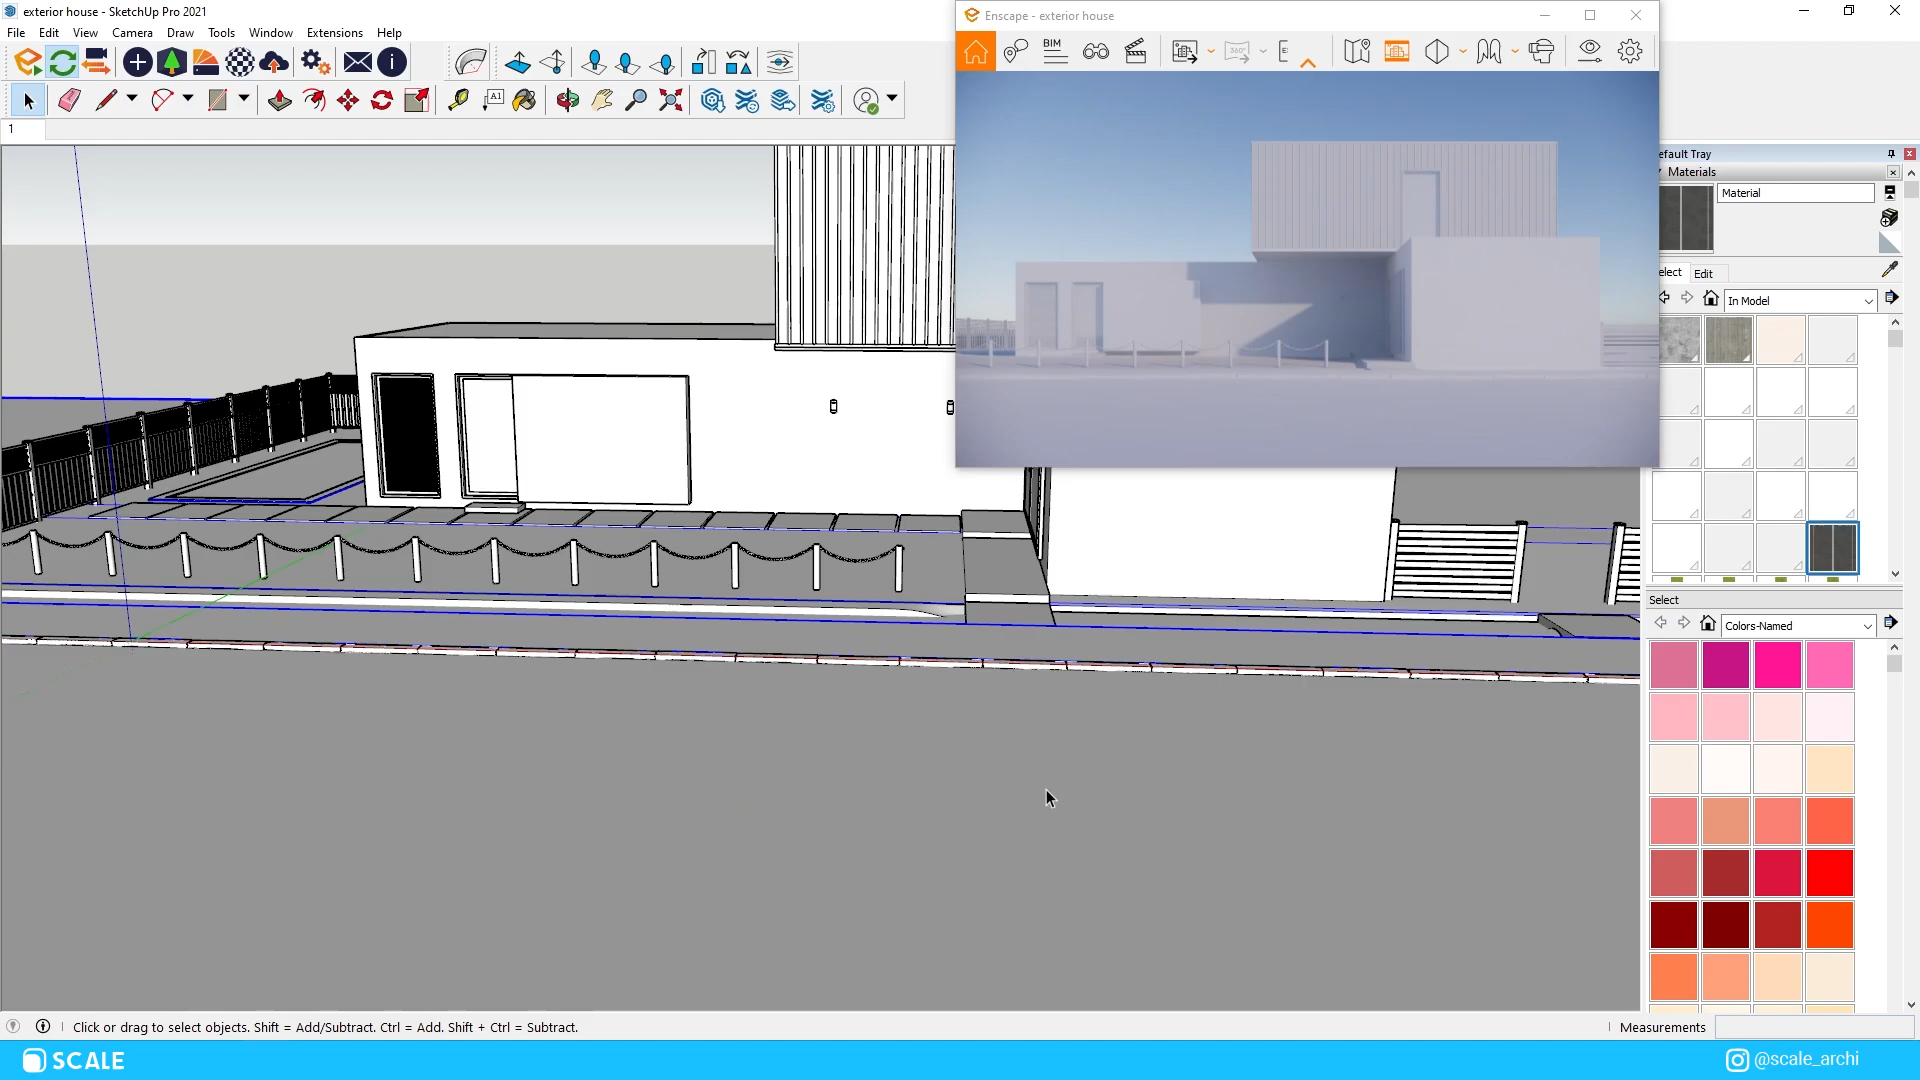 exterior house - SketchUp Pro 2021
File Edit View Camera Draw Tools Window Extensions Help
Enscape - exterior house
BIM
360°
A1
1
efault Tray
Materials
Material
elect Edit
In Model
Select
Colors-Named
Click or drag to select objects. Shift = Add/Subtract. Ctrl = Add. Shift + Ctrl = Subtract.
Measurements
SCALE
@scale_archi